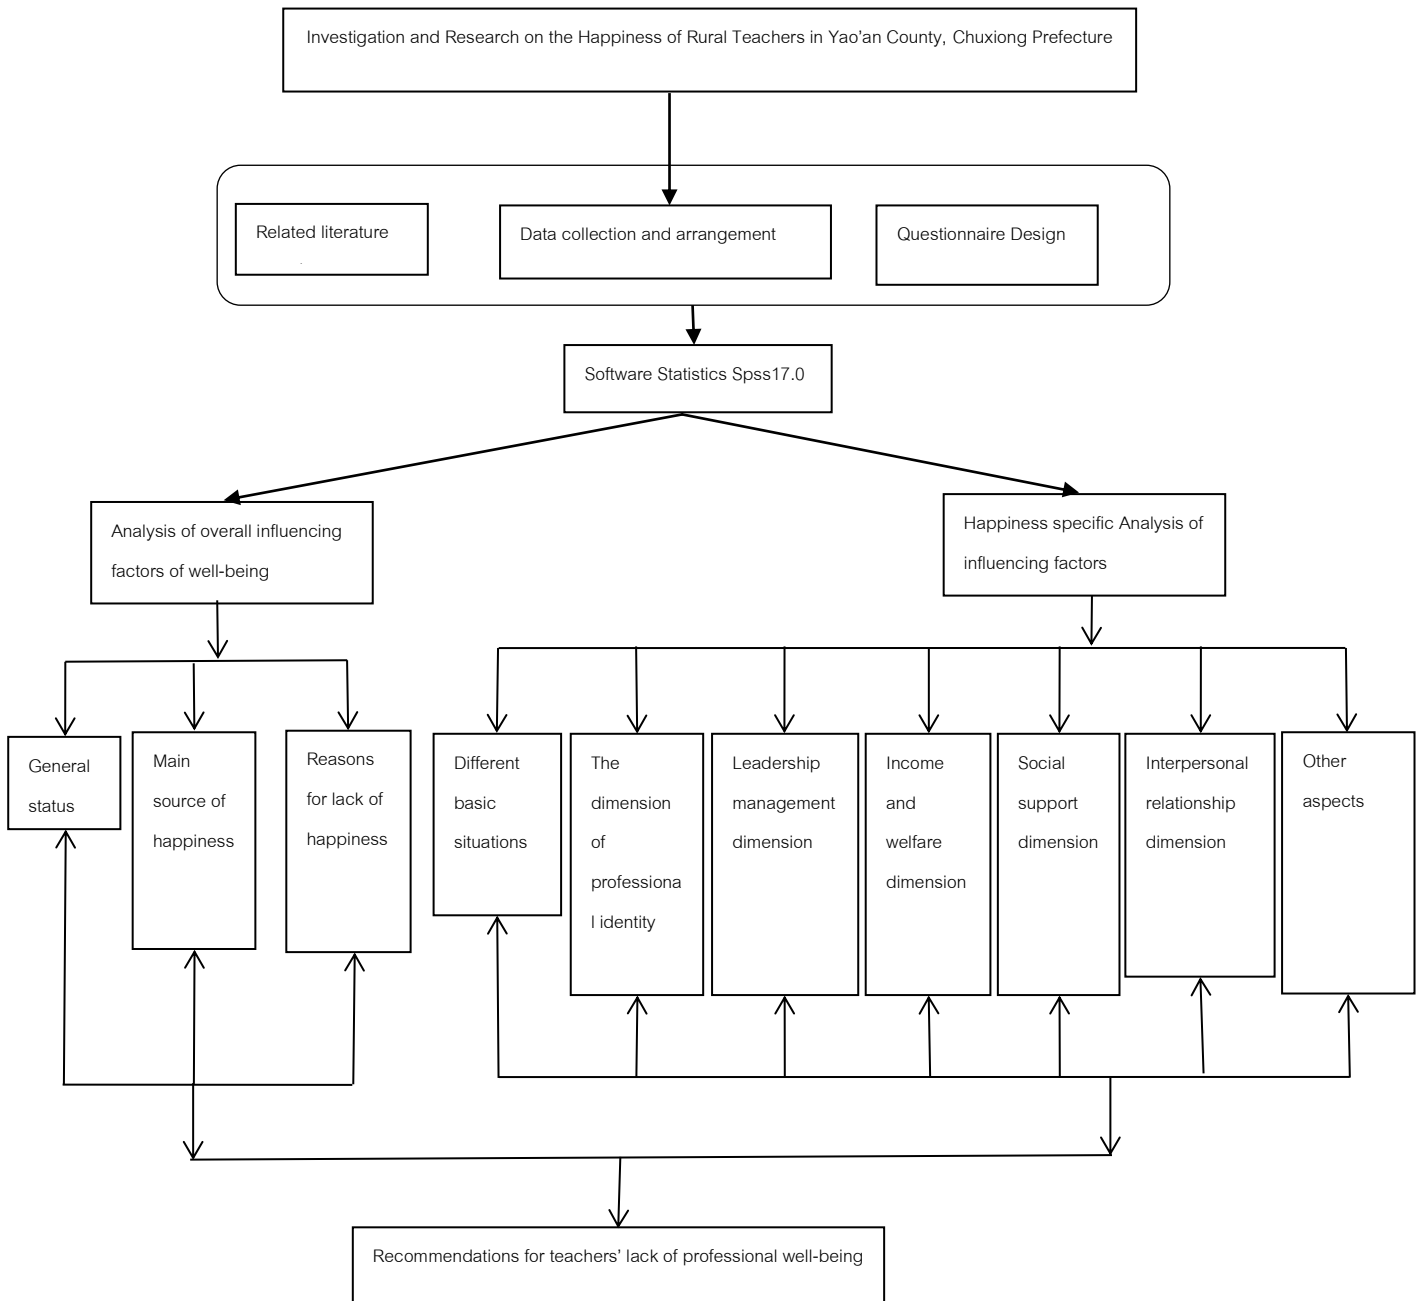 Investigation and Research on the Happiness of Rural Teachers in Yao’an County, Chuxiong Prefecture
Related literature
Data collection and arrangement
Questionnaire Design
Software Statistics Spss17.0
Analysis of overall influencing
factors of well-being
Happiness specific Analysis of
influencing factors
General
status
Main
source of
happiness
Reasons
for lack of
happiness
Different
basic
situations
The
dimension
of
professiona
l identity
Leadership
management
dimension
Income
and
welfare
dimension
Social
support
dimension
Interpersonal
relationship
dimension
Other
aspects
Recommendations for teachers’ lack of professional well-being